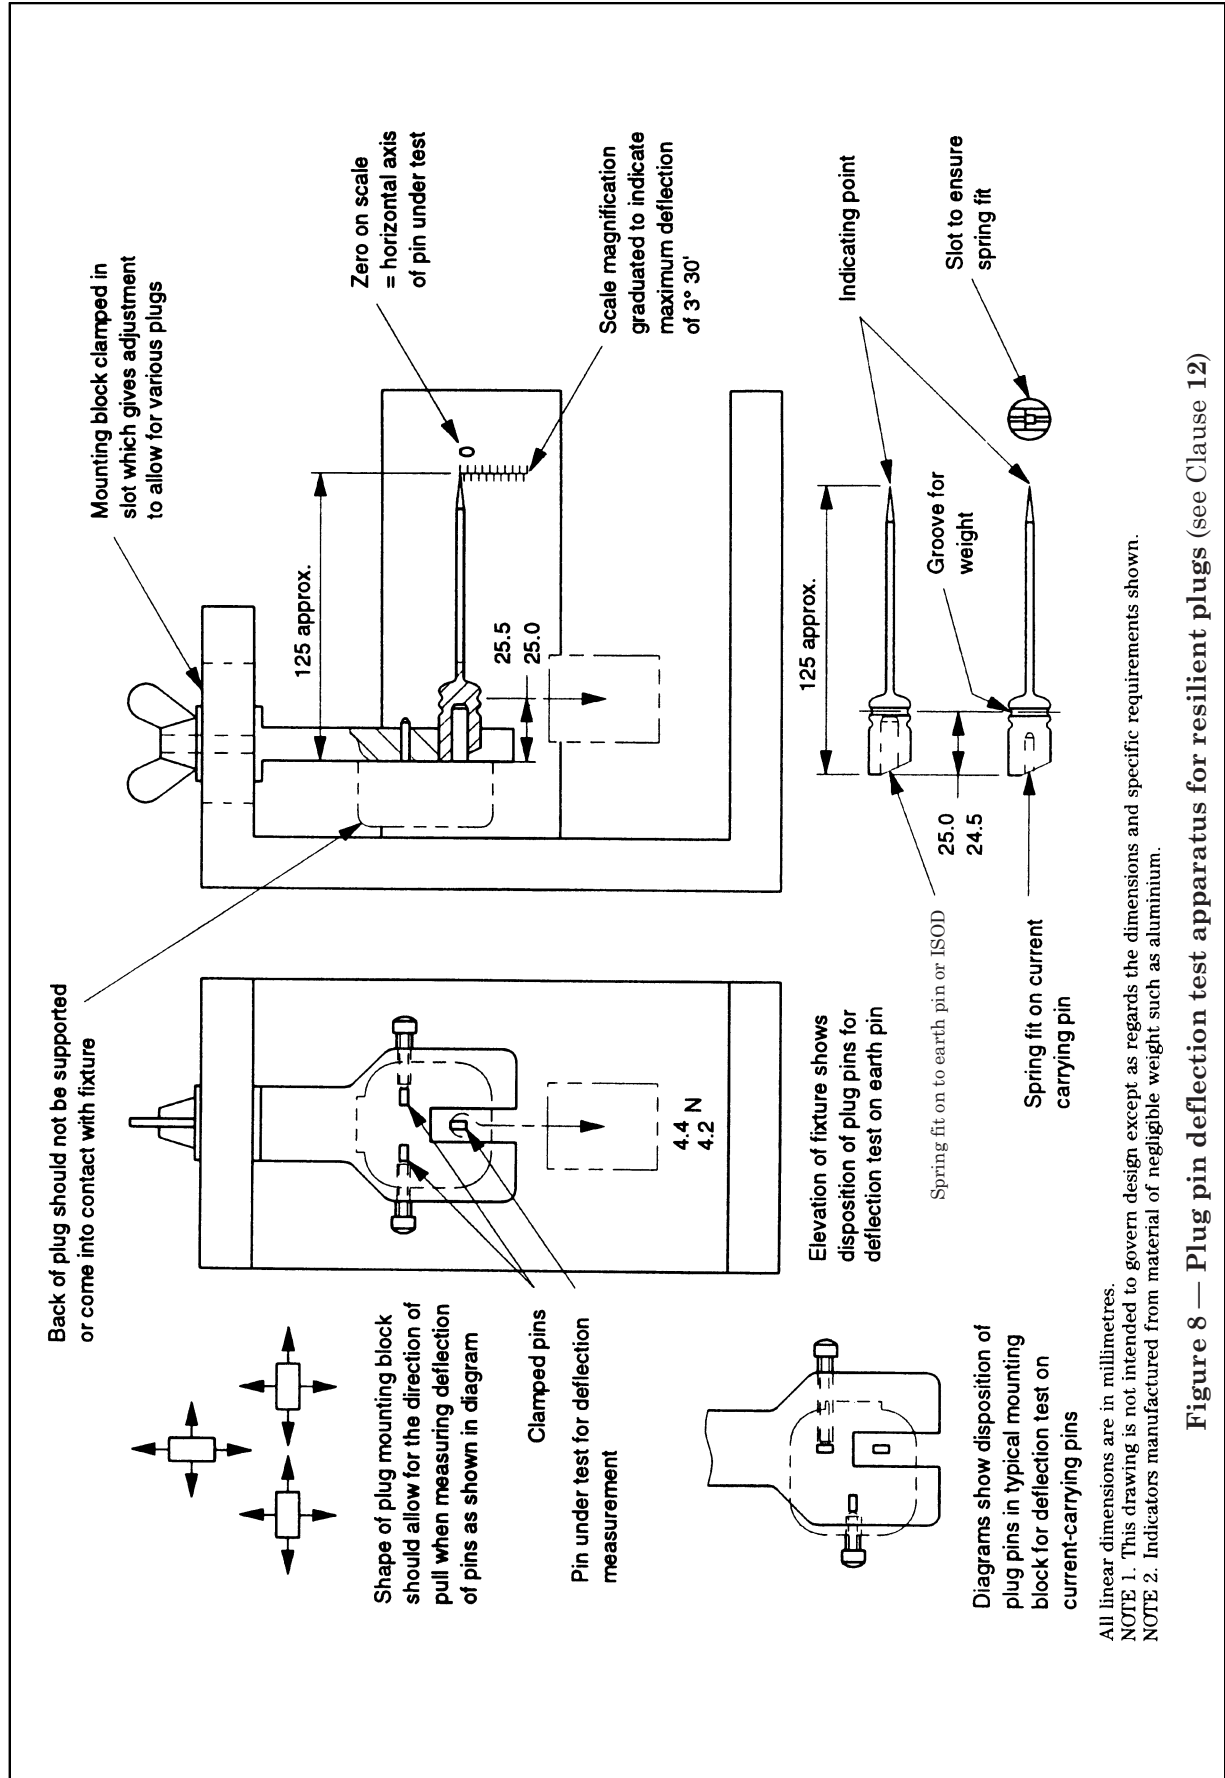 Back of plug should not be supported
or come into contact with fixture
Mounting block clamped in
slot which gives adjustment
to allow for various plugs
Shape of plug mounting block
should allow for the direction of
pull when measuring deflection
of pins as shown in diagram
Clamped pins
Pin under test for deflection
measurement
4.4
4.2
N
125 approx.
25.5
25.0
0
Zero on scale
= horizontal axis
of pin under test
Scale magnification
graduated to indicate
maximum deflection
of 3° 30'
Elevation of fixture shows
disposition of plug pins for
deflection test on earth pin
Diagrams show disposition of
plug pins in typical mounting
block for deflection test on
current-carrying pins
Spring fit on to earth pin or ISOD
Spring fit on current
carrying pin
125 approx.
25.0
24.5
Groove for
weight
Indicating point
Slot to ensure
spring fit
All linear dimensions are in millimetres.
NOTE 1. This drawing is not intended to govern design except as regards the dimensions and specific requirements shown.
NOTE 2. Indicators manufactured from material of negligible weight such as aluminium.
Figure 8 — Plug pin deflection test apparatus for resilient plugs (see Clause 12)